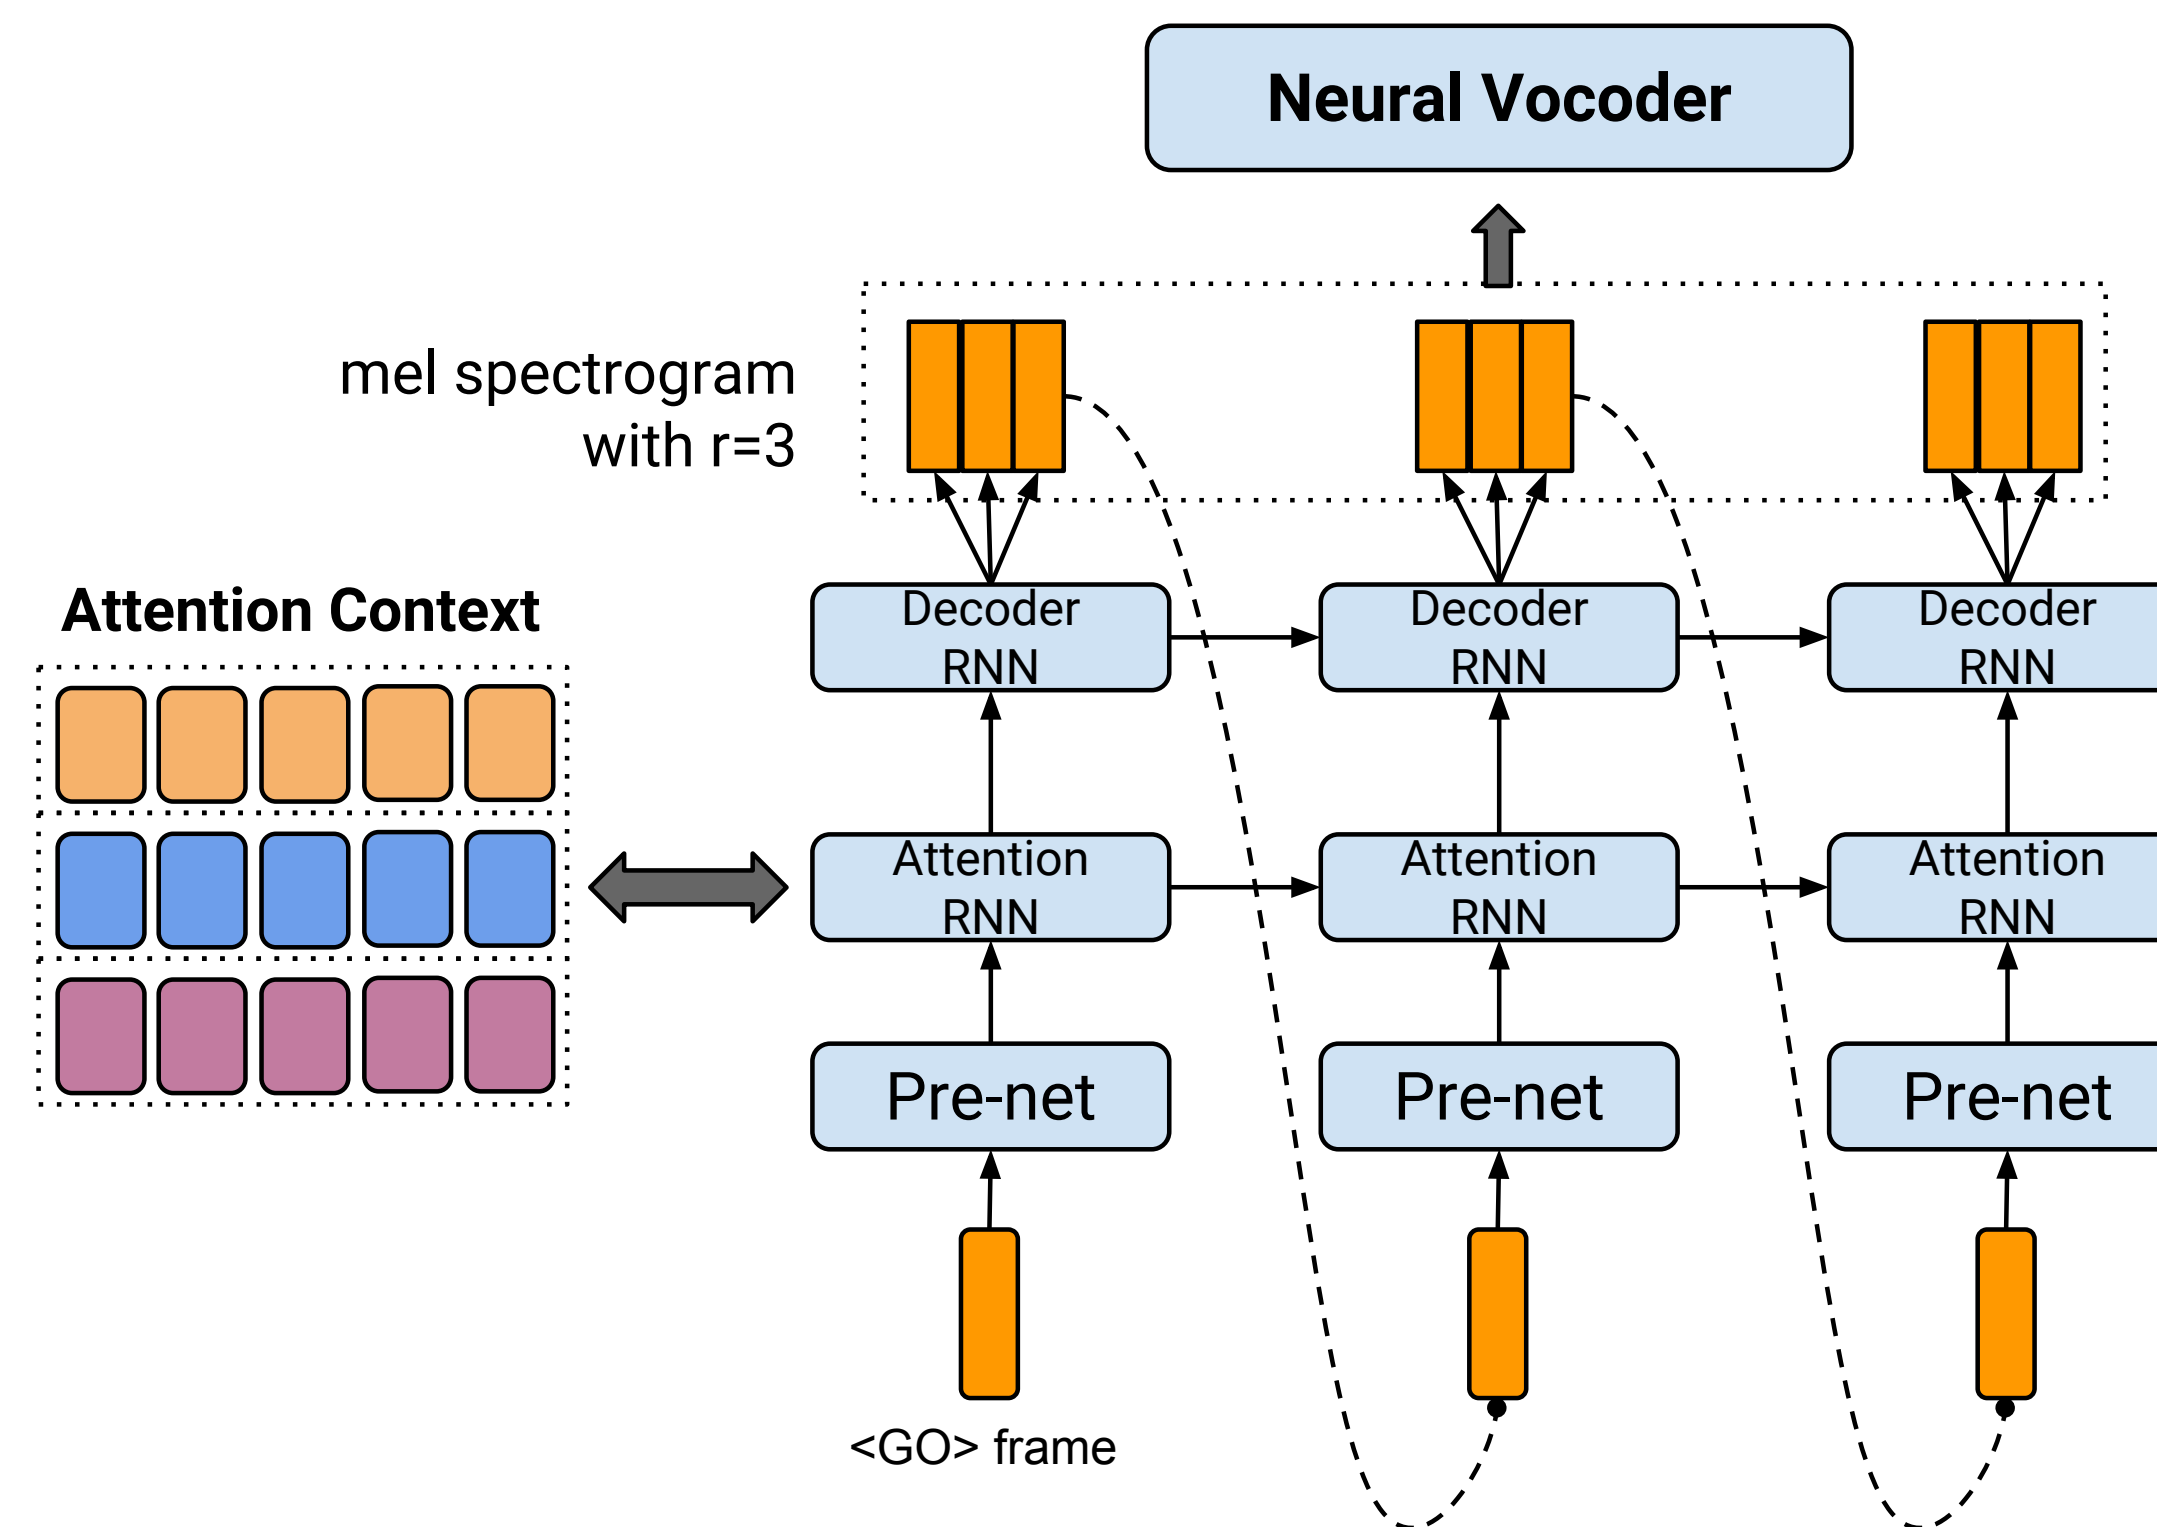 Neural Vocoder
mel spectrogram
with r=3
Attention Context
Decoder
RNN
Decoder
RNN
Decoder
RNN
Attention
RNN
Attention
RNN
Attention
RNN
Pre-net
Pre-net
Pre-net
<GO> frame